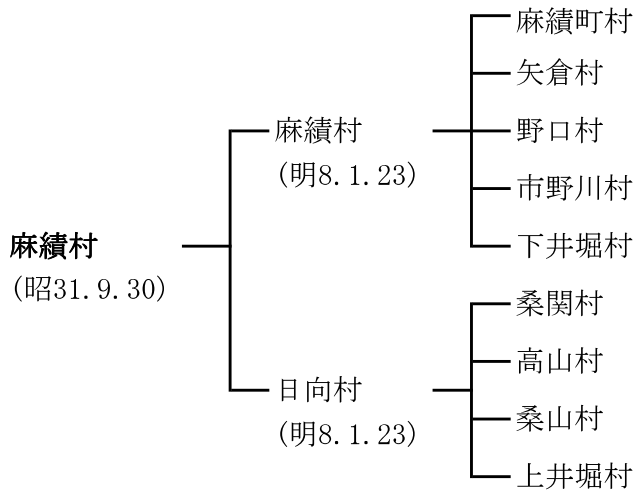 麻績村
(昭31.9.30)
麻績村
(明8.1.23)
麻績町村
矢倉村
野口村
市野川村
下井堀村
日向村
(明8.1.23)
桑関村
高山村
桑山村
上井堀村